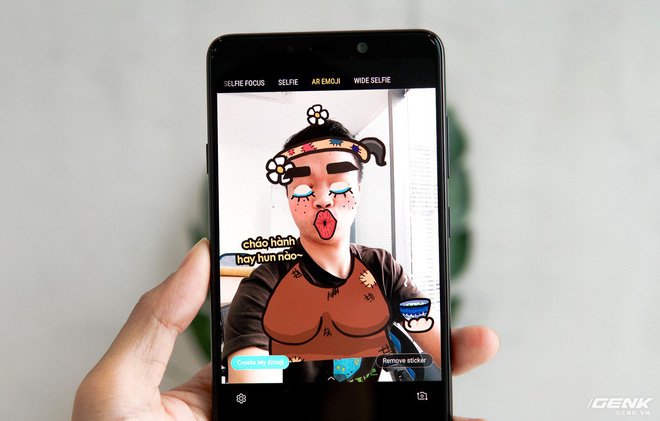 SELFIE FOCUS
SELFIE
AR EMOJI
WIDE SELFIE
cháo hành
hay hun nào~
Create My Emoji
Remove sticker
GENK
GENK.VN